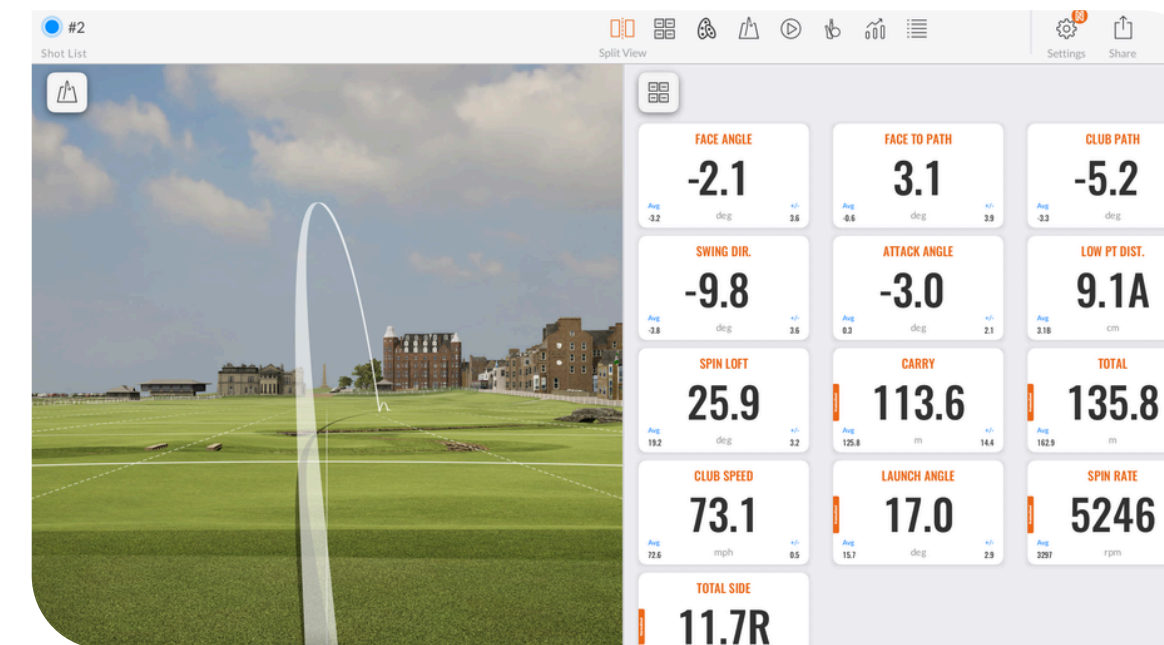 #2
Shot List
Split View
Settings
Share
FACE ANGLE
-2.1
Avg
-3.2
deg
+/-
3.6
FACE TO PATH
3.1
Avg
-0.6
deg
+/-
3.9
CLUB PATH
-5.2
Avg
-3.3
deg
SWING DIR.
-9.8
Avg
-3.8
deg
+/-
3.6
ATTACK ANGLE
-3.0
Avg
0.3
deg
+/-
2.1
LOW PT DIST.
9.1A
Avg
3.1B
cm
SPIN LOFT
25.9
Avg
19.2
deg
+/-
3.2
CARRY
113.6
Avg
125.8
m
+/-
14.4
TOTAL
135.8
Avg
162.9
m
CLUB SPEED
73.1
Avg
72.6
mph
+/-
0.5
LAUNCH ANGLE
17.0
Avg
15.7
deg
+/-
2.9
SPIN RATE
5246
Avg
3297
rpm
TOTAL SIDE
11.7R